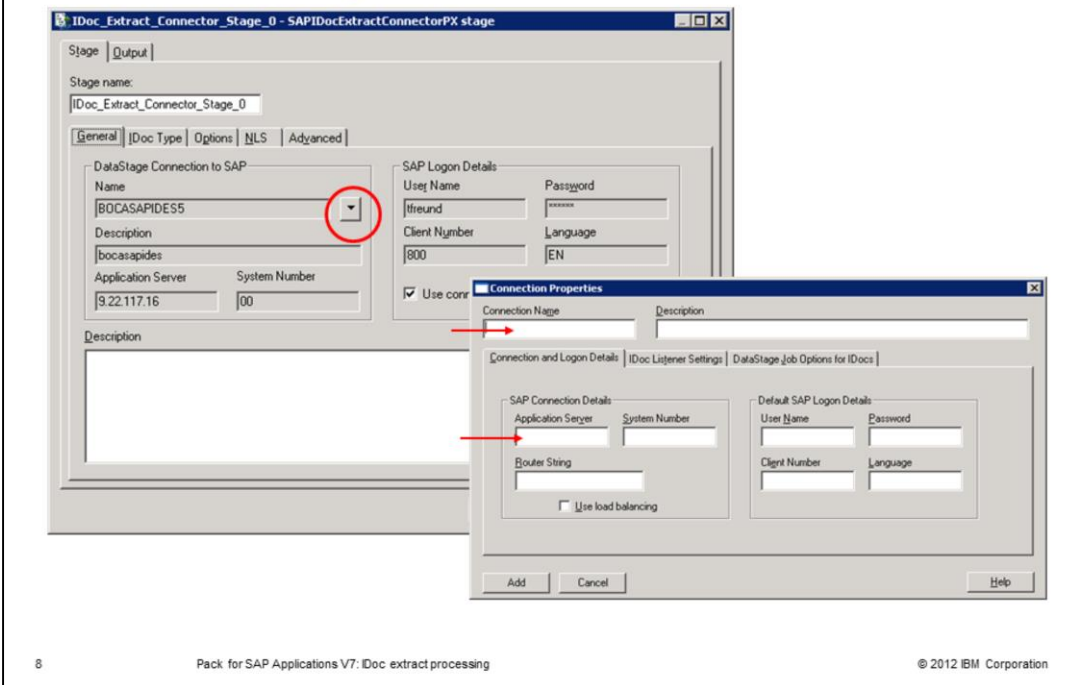 IDoc_Extract_Connector_Stage_0 - SAPIDocExtractConnectorPX stage
Stage Output
Stage name:
IDoc_Extract_Connector_Stage_0
General IDoc Type Options NLS Advanced
DataStage Connection to SAP
Name
BOCASAPIDES5
Description
bocasapides
Application Server System Number
9.22.117.16 00
SAP Logon Details
User Name Password
tfreund ******
Client Number Language
800 EN
Use conn
Description
Connection Properties
Connection Name Description
Connection and Logon Details IDoc Listener Settings DataStage Job Options for IDocs
SAP Connection Details
Application Server System Number
Router String
Use load balancing
Default SAP Logon Details
User Name Password
Client Number Language
Add Cancel Help
8 Pack for SAP Applications V7: IDoc extract processing © 2012 IBM Corporation